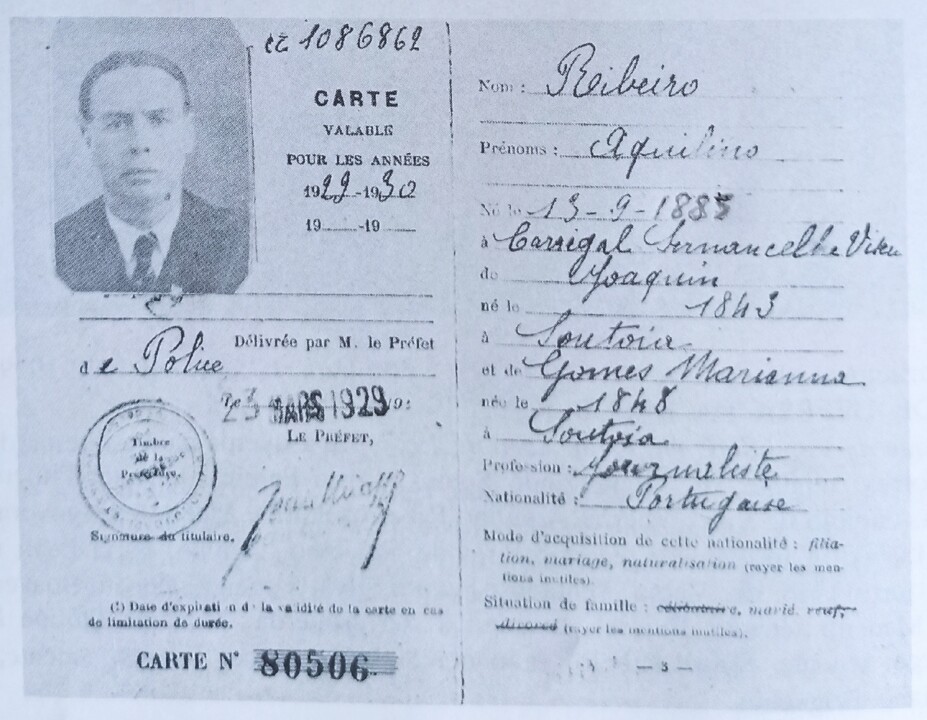 1086862
CARTE
VALABLE
POUR LES ANNÉES
1929-1930
19......-19......
Délivrée par M. le Préfet
de Police
23 MARS 1929
LE PRÉFET,
Timbre
de la
Préfecture.
Signature du titulaire.
(:) Date d'expiration de la validité de la carte en cas
de limitation de durée.
CARTE N° 80506
Nom : Ribeiro
Prénoms : Aquilino
Né le 13-9-1885
à Carregal Sernancelhe Viseu
de Joaquin
né le 1843
à Soutosa
et de Gomes Marianna
née le 1848
à Soutosa
Profession : Journaliste
Nationalité : Portugaise
Mode d'acquisition de cette nationalité : filia-
tion, mariage, naturalisation (rayer les men-
tions inutiles).
Situation de famille : célibataire, marié, veuf,
divorcé (rayer les mentions inutiles).
— 3 —